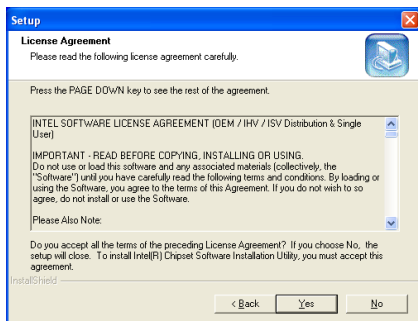 Setup
License Agreement
Please read the following license agreement carefully.
Press the PAGE DOWN key to see the rest of the agreement.
INTEL SOFTWARE LICENSE AGREEMENT (OEM / IHV / ISV Distribution & Single
User)
IMPORTANT - READ BEFORE COPYING, INSTALLING OR USING.
Do not use or load this software and any associated materials (collectively, the
"Software") until you have carefully read the following terms and conditions. By loading or
using the Software, you agree to the terms of this Agreement. If you do not wish to so
agree, do not install or use the Software.
Please Also Note:
Do you accept all the terms of the preceding License Agreement? If you choose No, the
setup will close. To install Intel(R) Chipset Software Installation Utility, you must accept this
agreement.
InstallShield
< Back Yes No